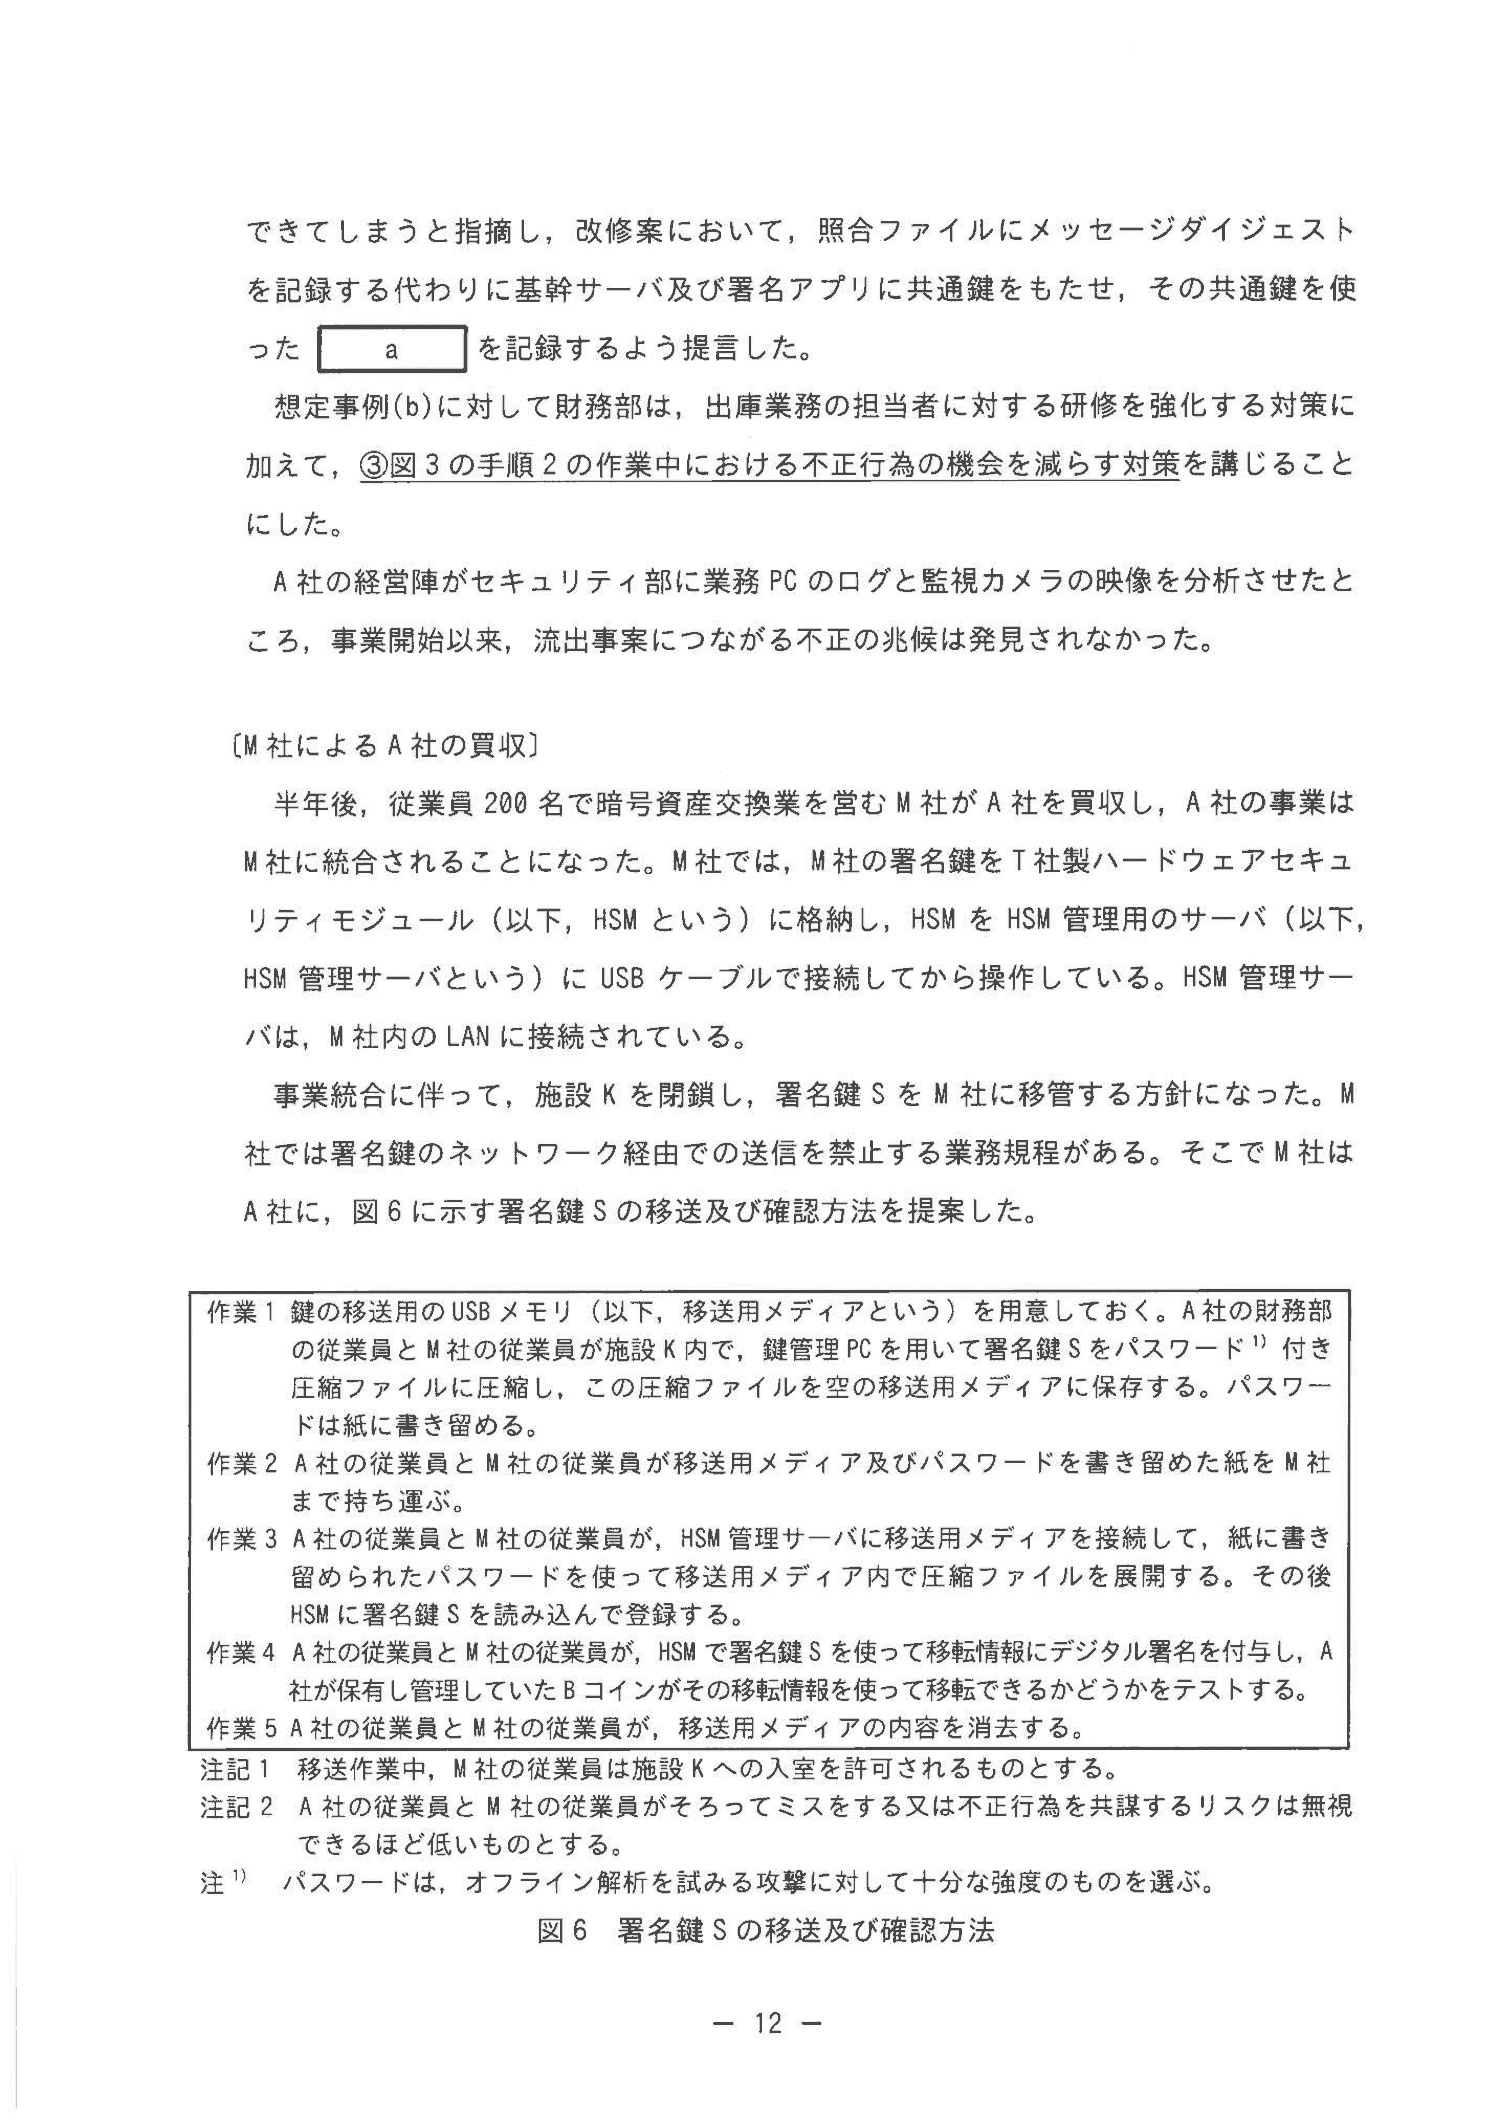 できてしまうと指摘し，改修案において，照合ファイルにメッセージダイジェスト
を記録する代わりに基幹サーバ及び署名アプリに共通鍵をもたせ，その共通鍵を使
った a を記録するよう提言した。
想定事例(b)に対して財務部は，出庫業務の担当者に対する研修を強化する対策に
加えて，③図3の手順2の作業中における不正行為の機会を減らす対策を講じること
にした。
A社の経営陣がセキュリティ部に業務PCのログと監視カメラの映像を分析させたと
ころ，事業開始以来，流出事案につながる不正の兆候は発見されなかった。
〔M社によるA社の買収〕
半年後，従業員200名で暗号資産交換業を営むM社がA社を買収し，A社の事業は
M社に統合されることになった。M社では，M社の署名鍵をT社製ハードウェアセキュ
リティモジュール（以下，HSMという）に格納し，HSMをHSM管理用のサーバ（以下，
HSM管理サーバという）にUSBケーブルで接続してから操作している。HSM管理サー
バは，M社内のLANに接続されている。
事業統合に伴って，施設Kを閉鎖し，署名鍵SをM社に移管する方針になった。M
社では署名鍵のネットワーク経由での送信を禁止する業務規程がある。そこでM社は
A社に，図6に示す署名鍵Sの移送及び確認方法を提案した。
作業1 鍵の移送用のUSBメモリ（以下，移送用メディアという）を用意しておく。A社の財務部
の従業員とM社の従業員が施設K内で，鍵管理PCを用いて署名鍵Sをパスワード1) 付き
圧縮ファイルに圧縮し，この圧縮ファイルを空の移送用メディアに保存する。パスワー
ドは紙に書き留める。
作業2 A社の従業員とM社の従業員が移送用メディア及びパスワードを書き留めた紙をM社
まで持ち運ぶ。
作業3 A社の従業員とM社の従業員が，HSM管理サーバに移送用メディアを接続して，紙に書き
留められたパスワードを使って移送用メディア内で圧縮ファイルを展開する。その後
HSMに署名鍵Sを読み込んで登録する。
作業4 A社の従業員とM社の従業員が，HSMで署名鍵Sを使って移転情報にデジタル署名を付与し，A
社が保有し管理していたBコインがその移転情報を使って移転できるかどうかをテストする。
作業5 A社の従業員とM社の従業員が，移送用メディアの内容を消去する。
注記1 移送作業中，M社の従業員は施設Kへの入室を許可されるものとする。
注記2 A社の従業員とM社の従業員がそろってミスをする又は不正行為を共謀するリスクは無視
できるほど低いものとする。
注1) パスワードは，オフライン解析を試みる攻撃に対して十分な強度のものを選ぶ。
図6 署名鍵Sの移送及び確認方法
－ 12 －